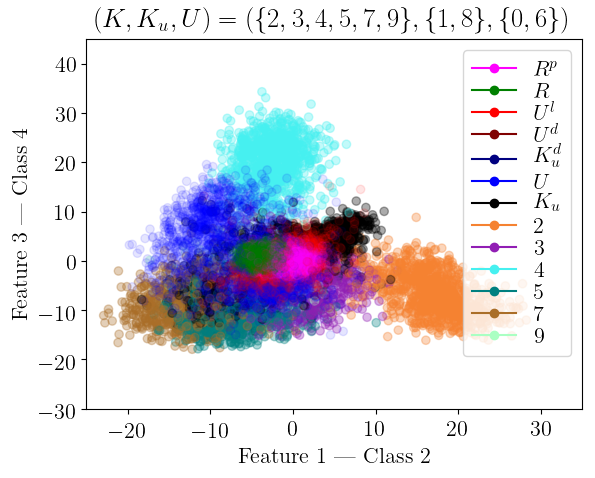 (K, K_u, U) = ({2, 3, 4, 5, 7, 9}, {1, 8}, {0, 6})
40
30
20
10
0
−10
−20
−30
−20
−10
0
10
20
30
Feature 3 — Class 4
Feature 1 — Class 2
R^p
R
U^l
U^d
K_u^d
U
K_u
2
3
4
5
7
9